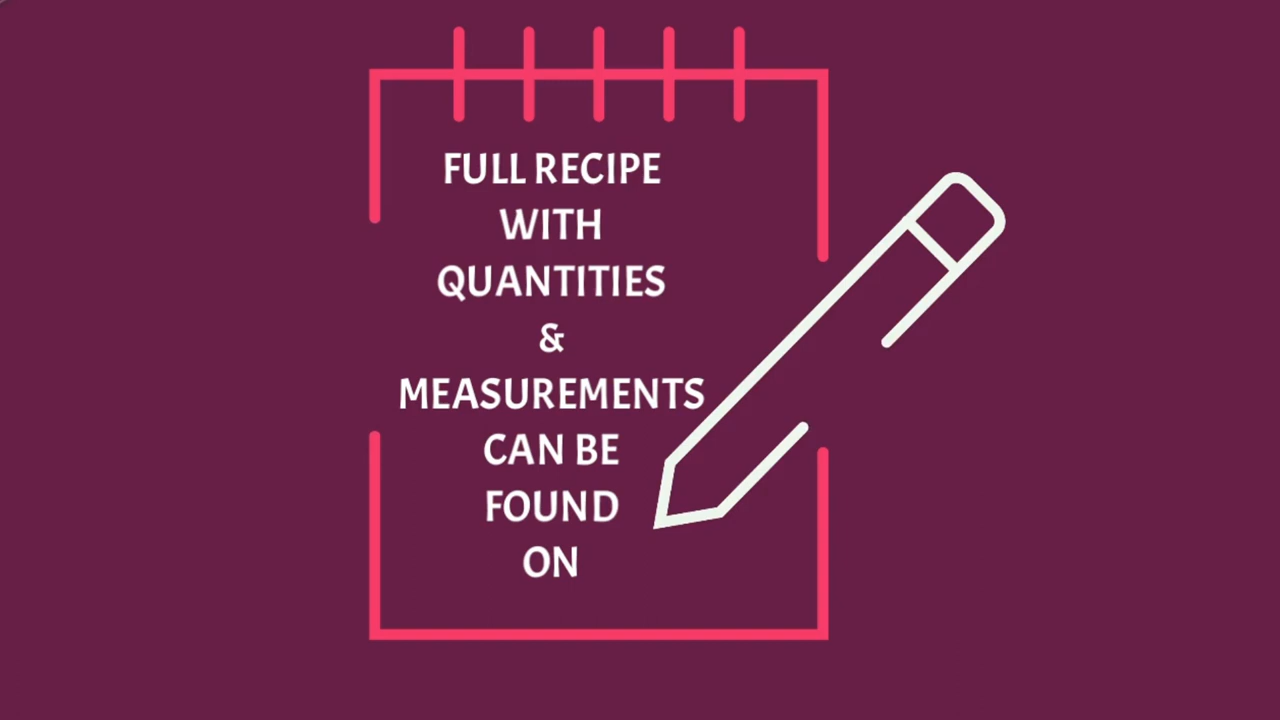 FULL RECIPE
WITH
QUANTITIES
&
MEASUREMENTS
CAN BE
FOUND
ON